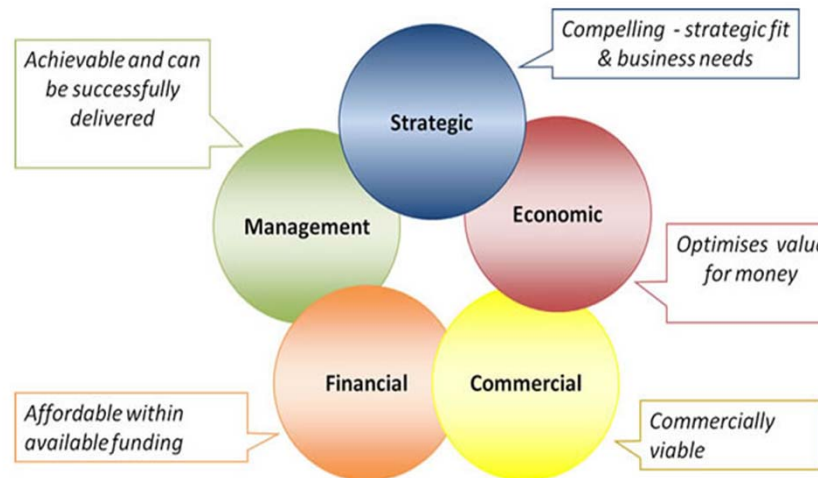 Compelling - strategic fit
& business needs
Achievable and can
be successfully
delivered
Strategic
Management
Economic
Optimises value
for money
Financial
Commercial
Affordable within
available funding
Commercially
viable